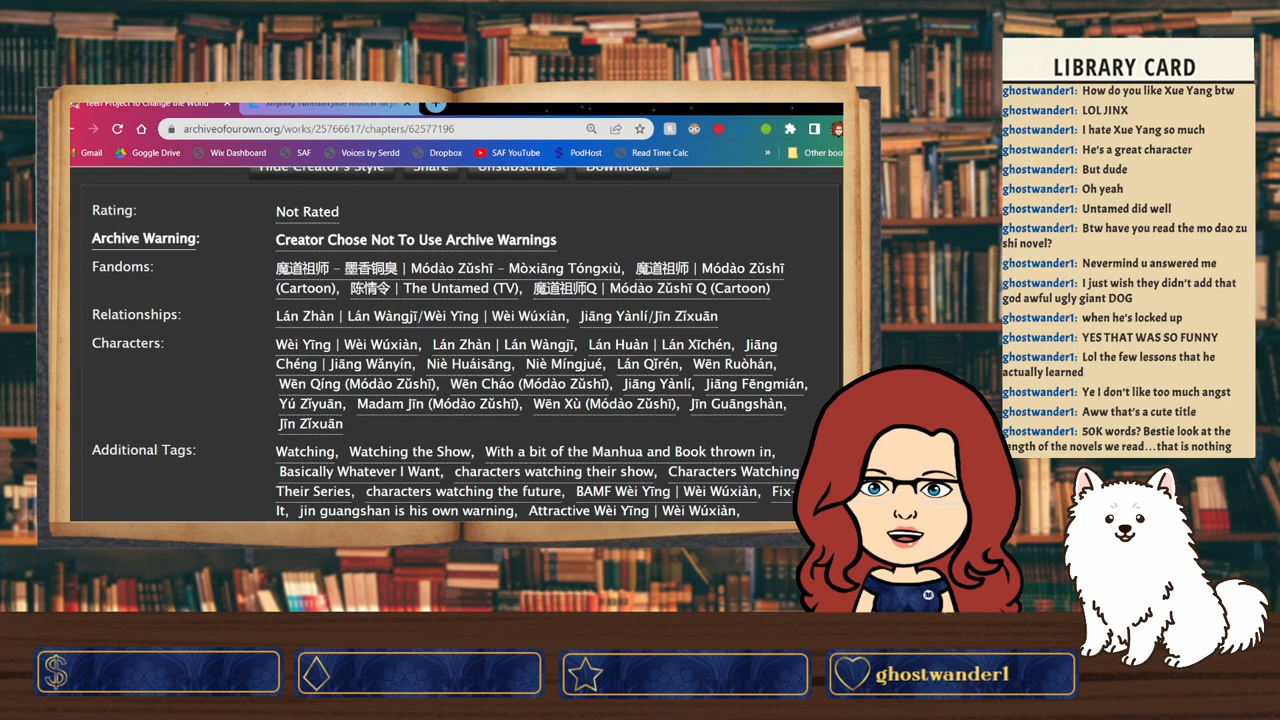 Teen Project to Change the World
archiveofourown.org/works/25766617/chapters/62577196
Gmail Google Drive Wix Dashboard SAF Voices by Serdd Dropbox SAF YouTube PodHost Read Time Calc » Other boo
Hide Creator's Style Share Unsubscribe Download
Rating: Not Rated
Archive Warning: Creator Chose Not To Use Archive Warnings
Fandoms: 魔道祖师 – 墨香铜臭 | Módào Zǔshī – Mòxiāng Tóngxiù, 魔道祖师 | Módào Zǔshī
(Cartoon), 陈情令 | The Untamed (TV), 魔道祖师Q | Módào Zǔshī Q (Cartoon)
Relationships: Lán Zhàn | Lán Wàngjī/Wèi Yīng | Wèi Wúxiàn, Jiāng Yànlí/Jīn Zǐxuān
Characters: Wèi Yīng | Wèi Wúxiàn, Lán Zhàn | Lán Wàngjī, Lán Huàn | Lán Xīchén, Jiāng
Chéng | Jiāng Wǎnyín, Niè Huáisāng, Niè Míngjué, Lán Qǐrén, Wēn Ruòhán,
Wēn Qíng (Módào Zǔshī), Wēn Cháo (Módào Zǔshī), Jiāng Yànlí, Jiāng Fēngmián,
Yú Zǐyuān, Madam Jīn (Módào Zǔshī), Wēn Xù (Módào Zǔshī), Jīn Guāngshàn,
Jīn Zǐxuān
Additional Tags: Watching, Watching the Show, With a bit of the Manhua and Book thrown in,
Basically Whatever I Want, characters watching their show, Characters Watching
Their Series, characters watching the future, BAMF Wèi Yīng | Wèi Wúxiàn, Fix-
It, jin guangshan is his own warning, Attractive Wèi Yīng | Wèi Wúxiàn,
LIBRARY CARD
ghostwander1: How do you like Xue Yang btw
ghostwander1: LOL JINX
ghostwander1: I hate Xue Yang so much
ghostwander1: He's a great character
ghostwander1: But dude
ghostwander1: Oh yeah
ghostwander1: Untamed did well
ghostwander1: Btw have you read the mo dao zu
shi novel?
ghostwander1: Nevermind u answered me
ghostwander1: I just wish they didn't add that
god awful ugly giant DOG
ghostwander1: when he's locked up
ghostwander1: YES THAT WAS SO FUNNY
ghostwander1: Lol the few lessons that he
actually learned
ghostwander1: Ye I don't like too much angst
ghostwander1: Aww that's a cute title
ghostwander1: 50K words? Bestie look at the
length of the novels we read...that is nothing
$
ghostwander1